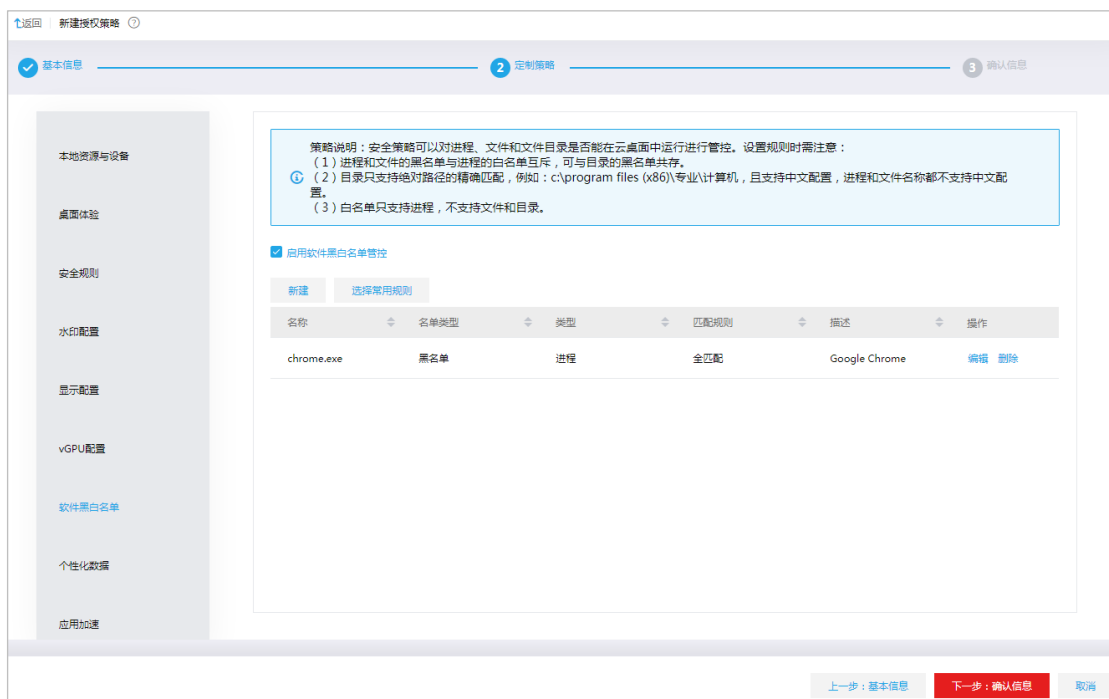 返回 新建授权策略 ?
基本信息 2 定制策略 3 确认信息
本地资源与设备
桌面体验
安全规则
水印配置
显示配置
vGPU配置
软件黑白名单
个性化数据
应用加速
策略说明：安全策略可以对进程、文件和文件目录是否能在云桌面中运行进行管控。设置规则时需注意：
（1）进程和文件的黑名单与进程的白名单互斥，可与目录的黑名单共存。
（2）目录只支持绝对路径的精确匹配，例如：c:\program files (x86)\专业\计算机，且支持中文配置，进程和文件名称都不支持中文配
置。
（3）白名单只支持进程，不支持文件和目录。
启用软件黑白名单管控
新建 选择常用规则
名称 名单类型 类型 匹配规则 描述 操作
chrome.exe 黑名单 进程 全匹配 Google Chrome 编辑 删除
上一步：基本信息 下一步：确认信息 取消